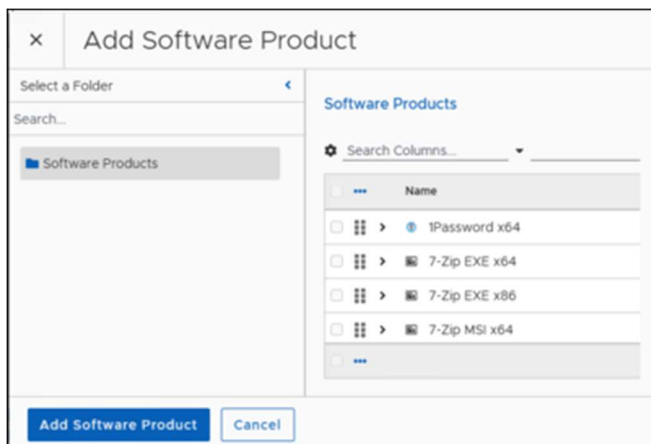 Add Software Product
Select a Folder
Search...
Software Products
Software Products
Search Columns...
Name
1Password x64
7-Zip EXE x64
7-Zip EXE x86
7-Zip MSI x64
Add Software Product
Cancel